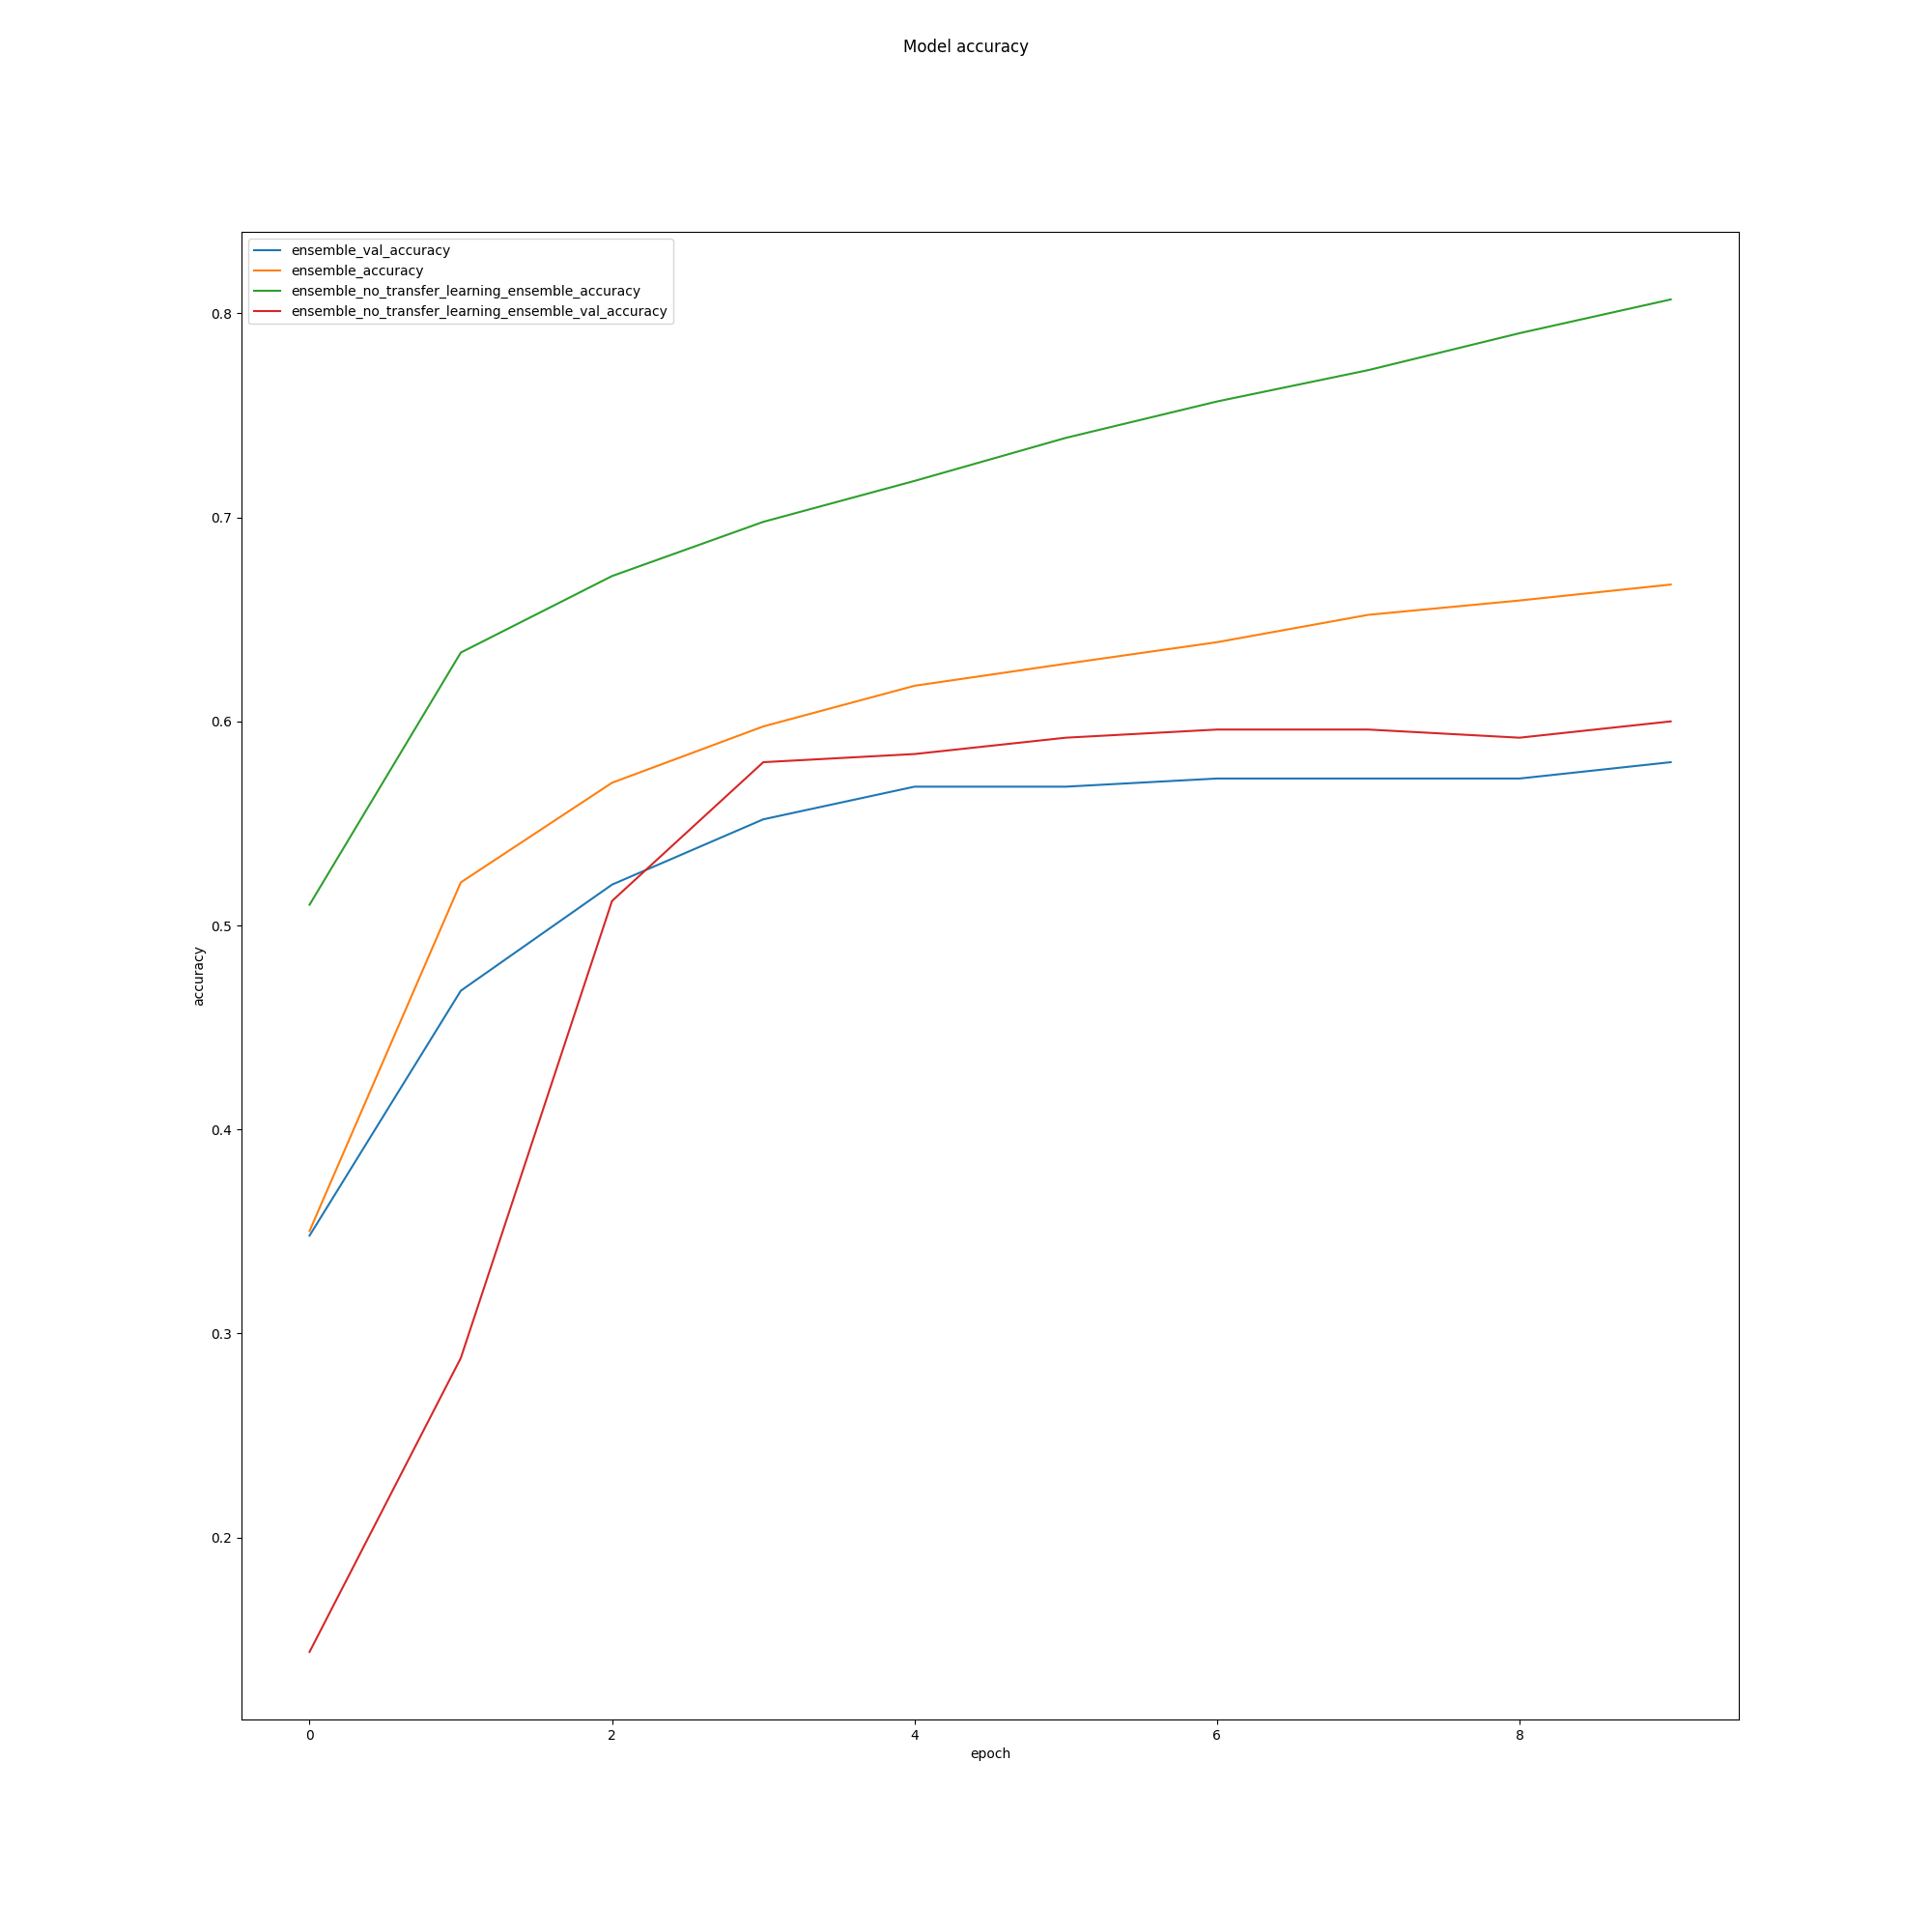 Model accuracy
ensemble_val_accuracy
ensemble_accuracy
ensemble_no_transfer_learning_ensemble_accuracy
ensemble_no_transfer_learning_ensemble_val_accuracy
0.8
0.7
0.6
0.5
0.4
0.3
0.2
accuracy
0 2 4 6 8
epoch